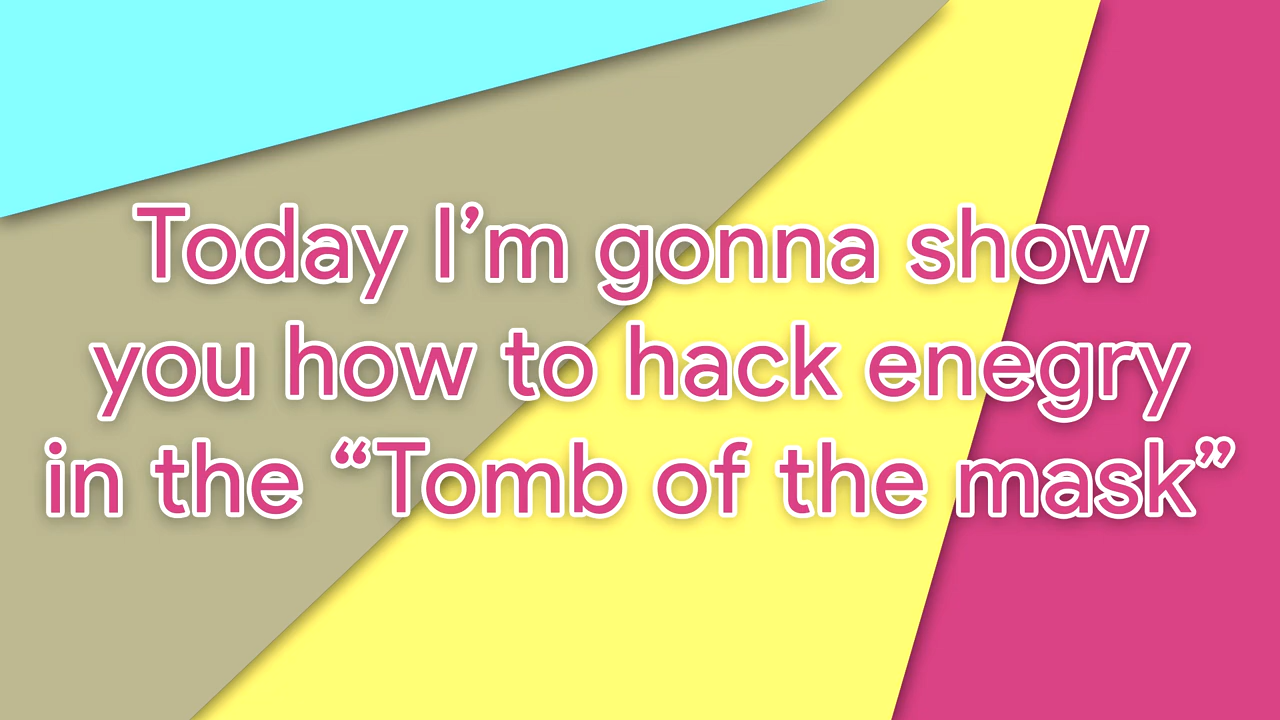 Today I’m gonna show
you how to hack enegry
in the “Tomb of the mask”